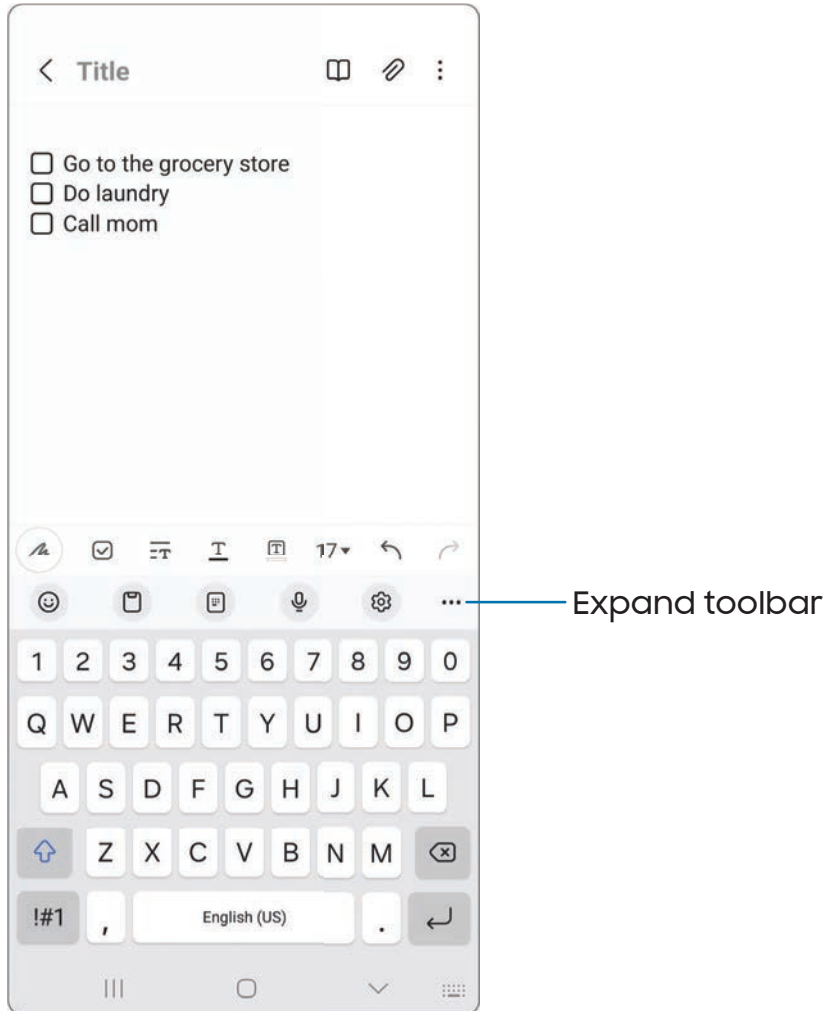 Title
Go to the grocery store
Do laundry
Call mom
17
Expand toolbar
1 2 3 4 5 6 7 8 9 0
Q W E R T Y U I O P
A S D F G H J K L
Z X C V B N M
!#1 , English (US) .